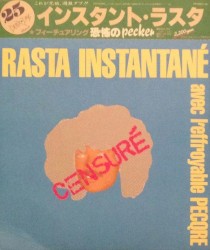 25
インスタント・ラスタ
フィーチュアリング 恐怖のpecker
RASTA INSTANTANÉ
avec l'effroyable PECQRE
CENSURÉ